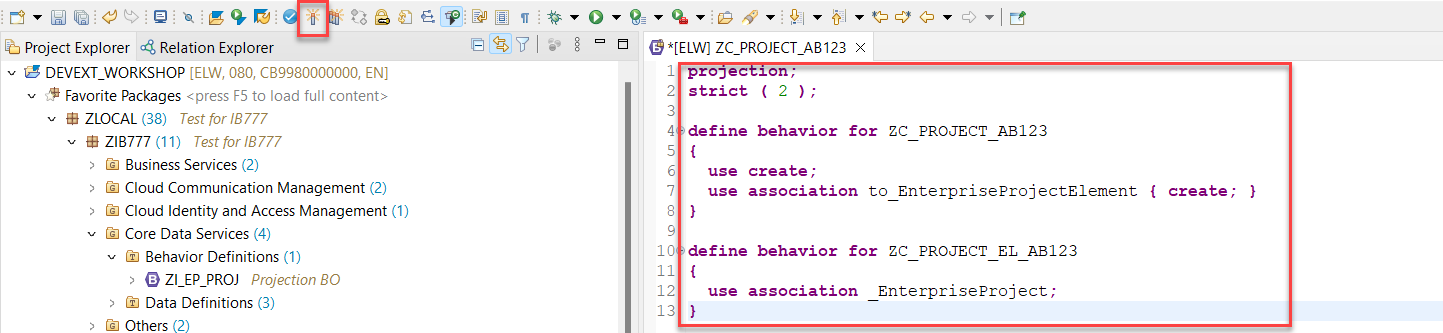 Project Explorer
Relation Explorer
DEVEXT_WORKSHOP [ELW, 080, CB9980000000, EN]
Favorite Packages <press F5 to load full content>
ZLOCAL (38) Test for IB777
ZIB777 (11) Test for IB777
Business Services (2)
Cloud Communication Management (2)
Cloud Identity and Access Management (1)
Core Data Services (4)
Behavior Definitions (1)
ZI_EP_PROJ Projection BO
Data Definitions (3)
Others (2)
*[ELW] ZC_PROJECT_AB123
1 projection;
2 strict ( 2 );
3
4 define behavior for ZC_PROJECT_AB123
5 {
6 use create;
7 use association to_EnterpriseProjectElement { create; }
8 }
9
10 define behavior for ZC_PROJECT_EL_AB123
11 {
12 use association _EnterpriseProject;
13 }